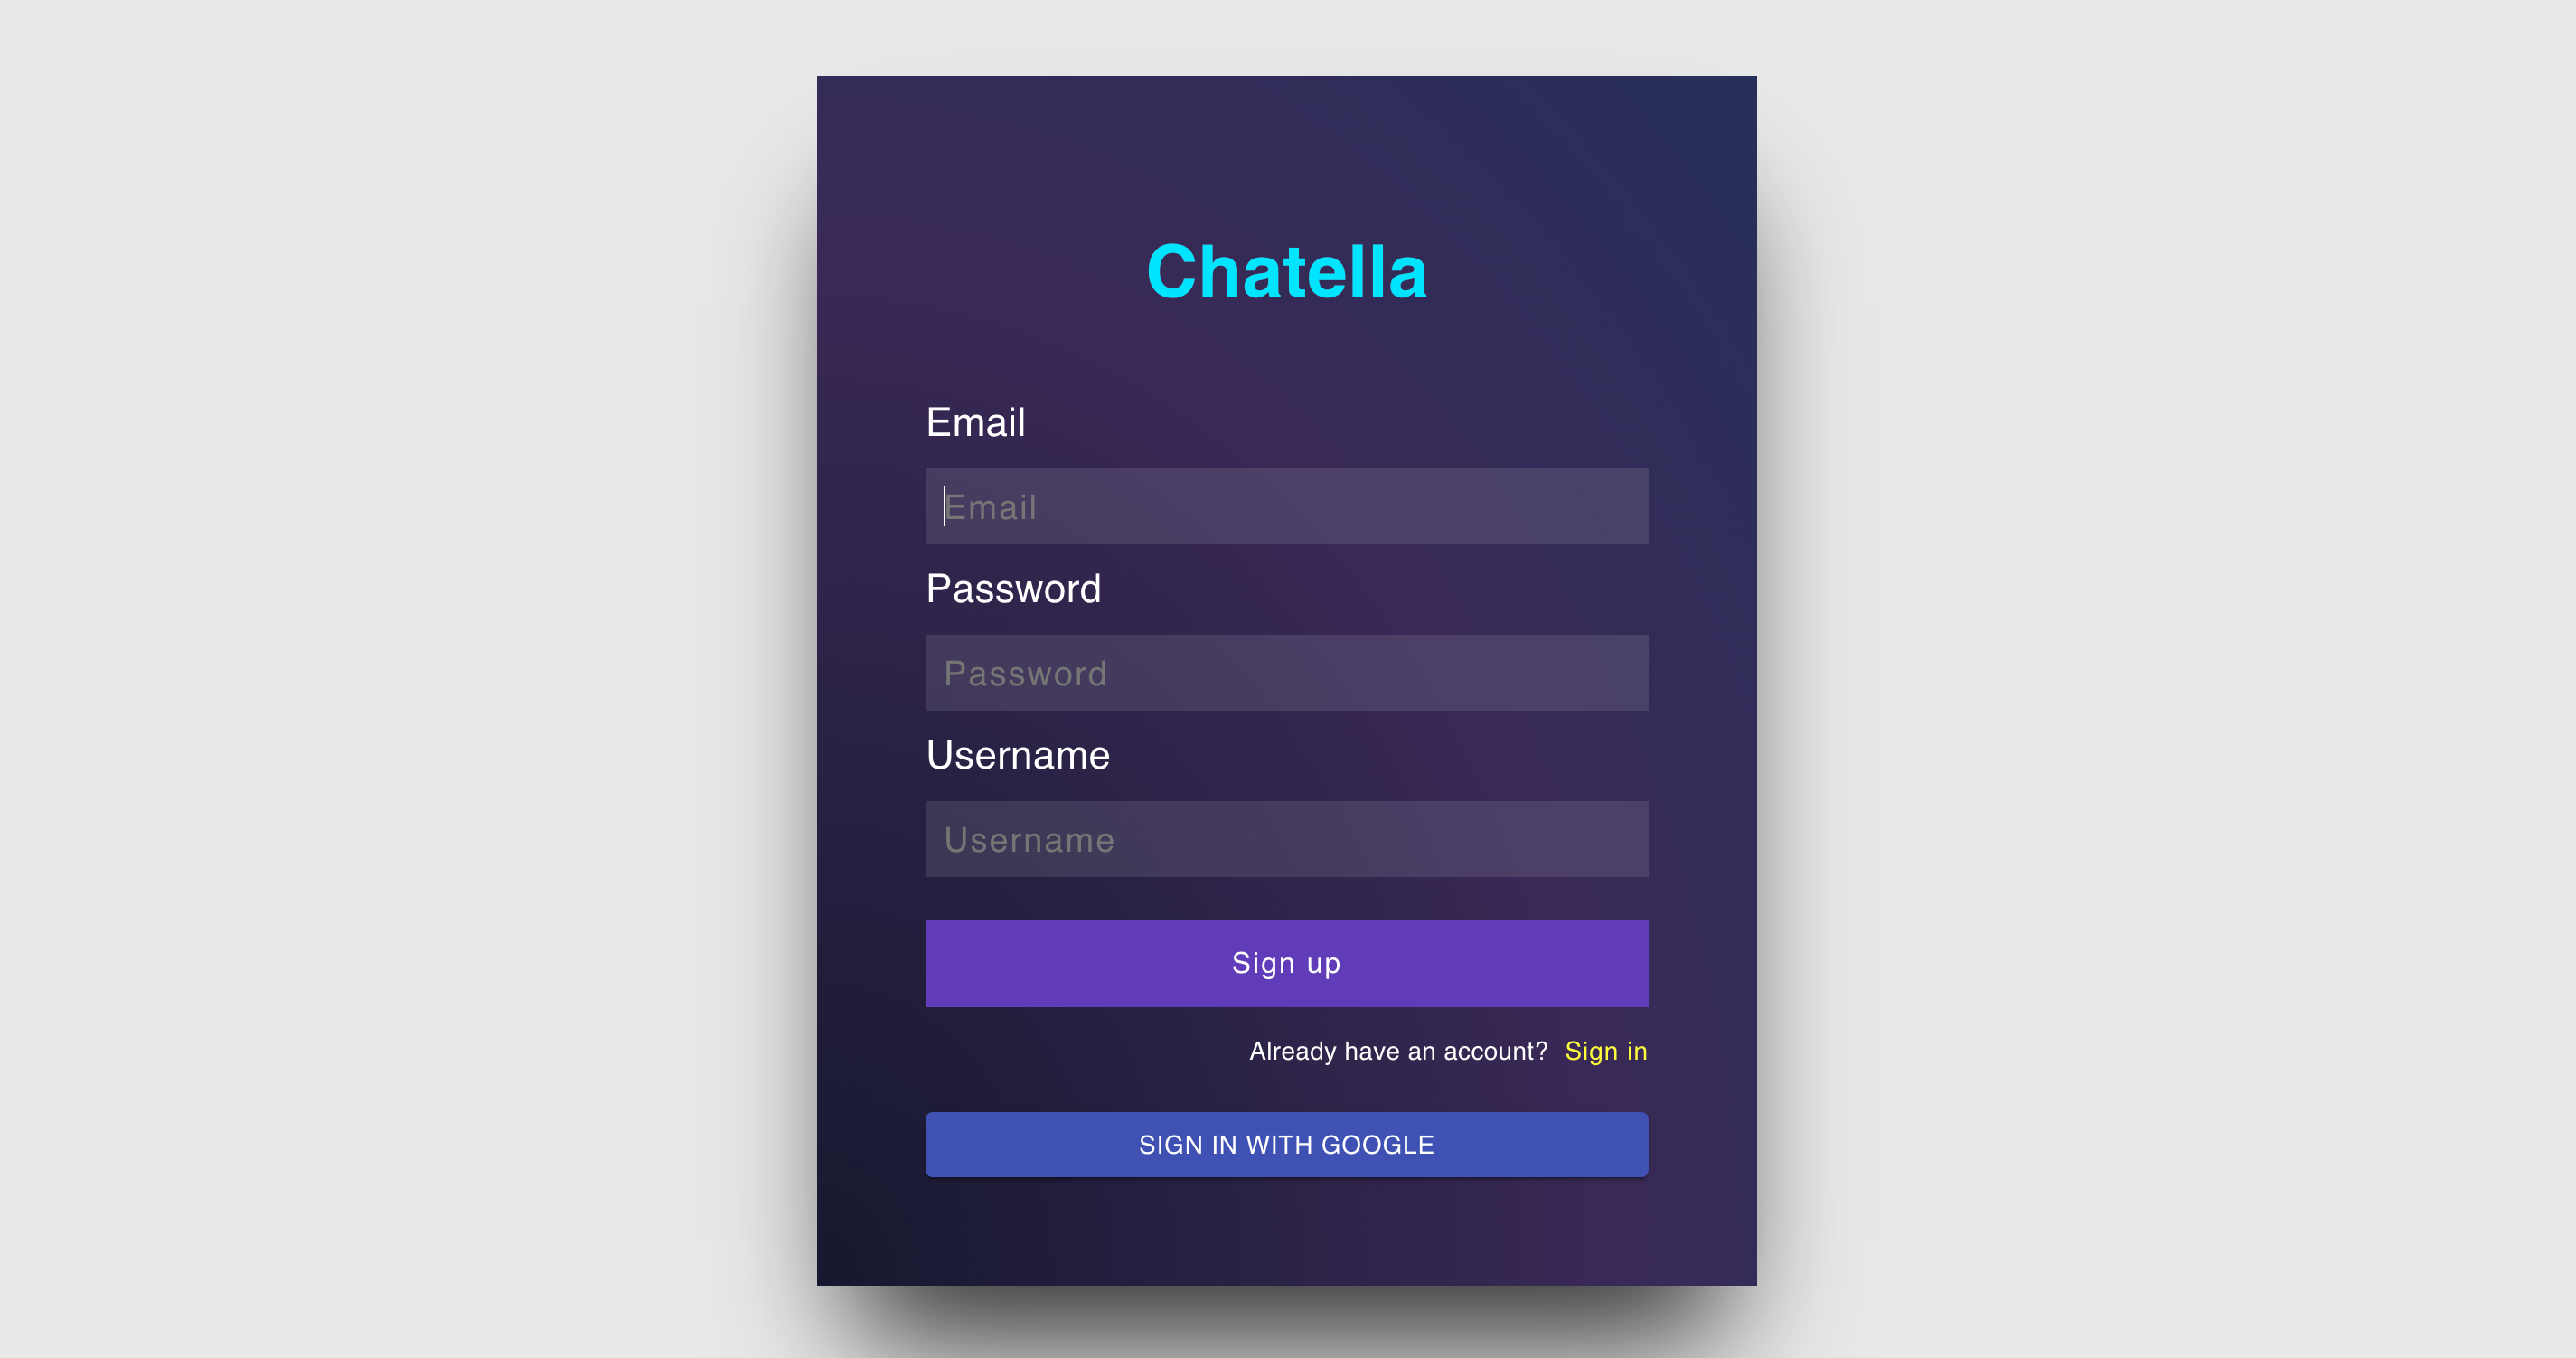 Chatella
Email
Email
Password
Password
Username
Username
Sign up
Already have an account? Sign in
SIGN IN WITH GOOGLE